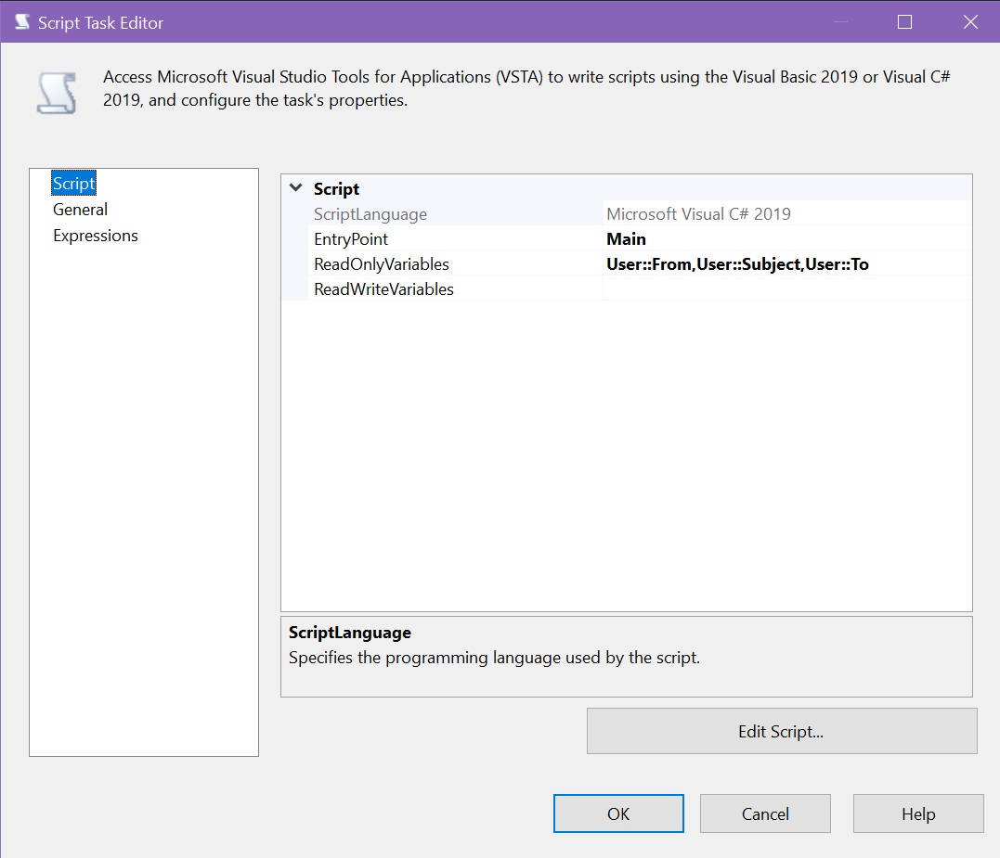 Script Task Editor
Access Microsoft Visual Studio Tools for Applications (VSTA) to write scripts using the Visual Basic 2019 or Visual C#
2019, and configure the task's properties.
Script
General
Expressions
Script
ScriptLanguage Microsoft Visual C# 2019
EntryPoint Main
ReadOnlyVariables User::From,User::Subject,User::To
ReadWriteVariables
ScriptLanguage
Specifies the programming language used by the script.
Edit Script...
OK Cancel Help